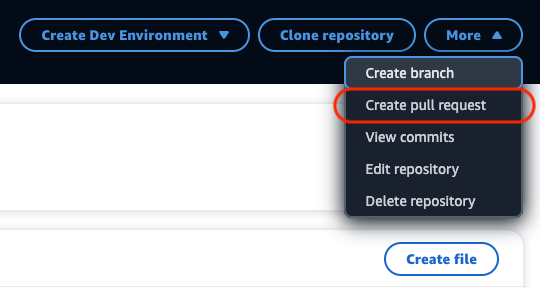 Create Dev Environment
Clone repository
More
Create branch
Create pull request
View commits
Edit repository
Delete repository
Create file